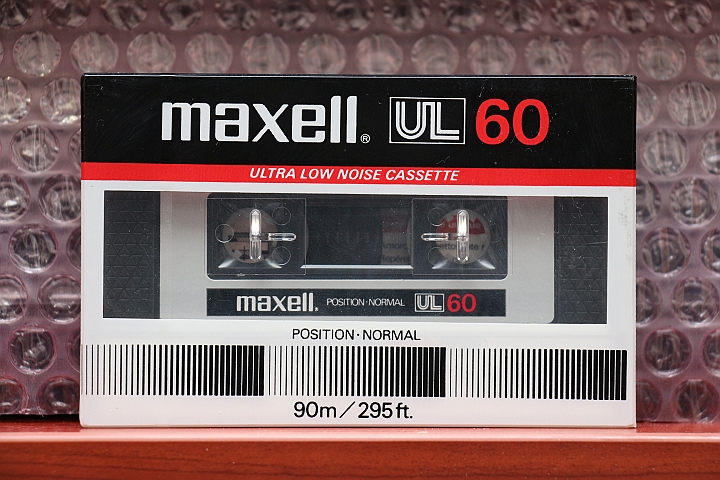 maxell® UL 60
ULTRA LOW NOISE CASSETTE
maxell® POSITION·NORMAL UL 60
POSITION·NORMAL
90m/295ft.